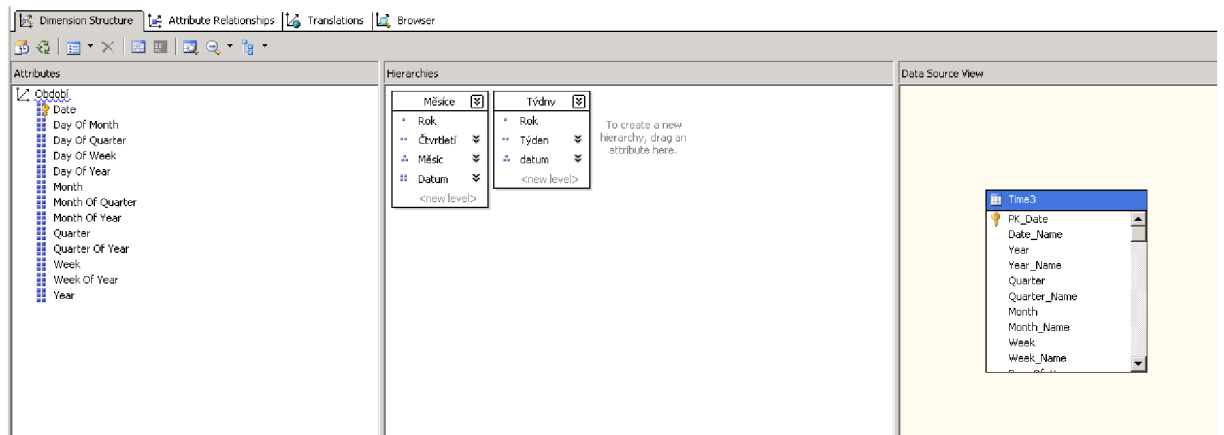 Dimension Structure Attribute Relationships Translations Browser
Attributes
Období
Date
Day Of Month
Day Of Quarter
Day Of Week
Day Of Year
Month
Month Of Quarter
Month Of Year
Quarter
Quarter Of Year
Week
Week Of Year
Year
Hierarchies
Měsíce
Rok
Čtvrtletí
Měsíc
Datum
<new level>
Týdny
Rok
Týden
datum
<new level>
To create a new
hierarchy, drag an
attribute here.
Data Source View
Time3
PK_Date
Date_Name
Year
Year_Name
Quarter
Quarter_Name
Month
Month_Name
Week
Week_Name